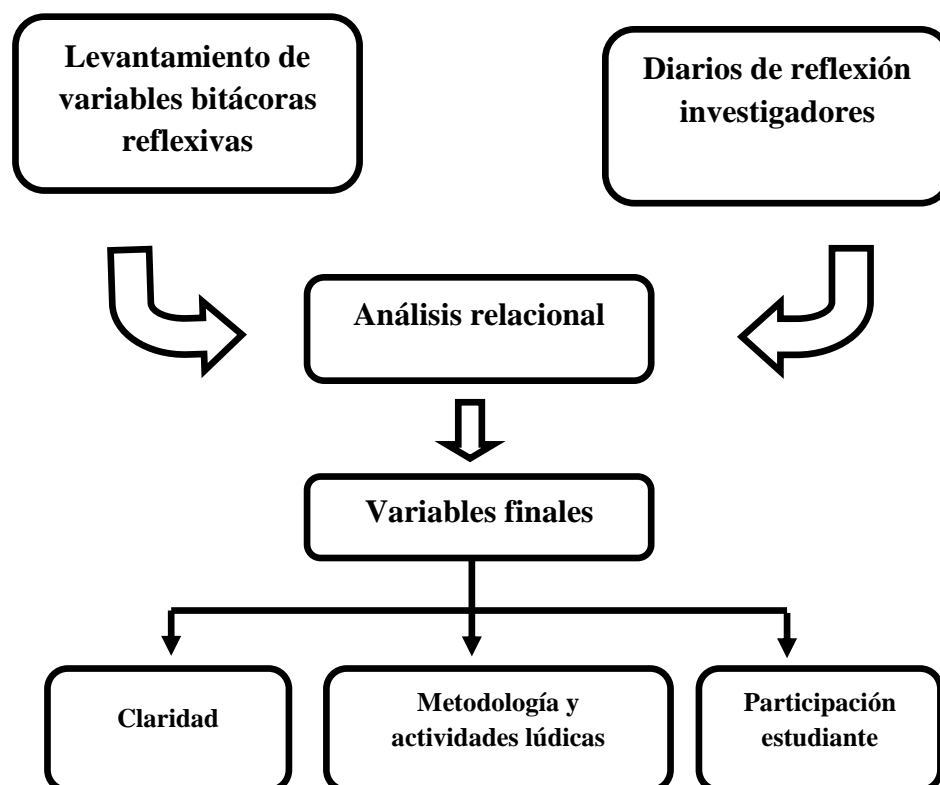 Levantamiento de
variables bitácoras
reflexivas
Diarios de reflexión
investigadores
Análisis relacional
Variables finales
Claridad
Metodología y
actividades lúdicas
Participación
estudiante